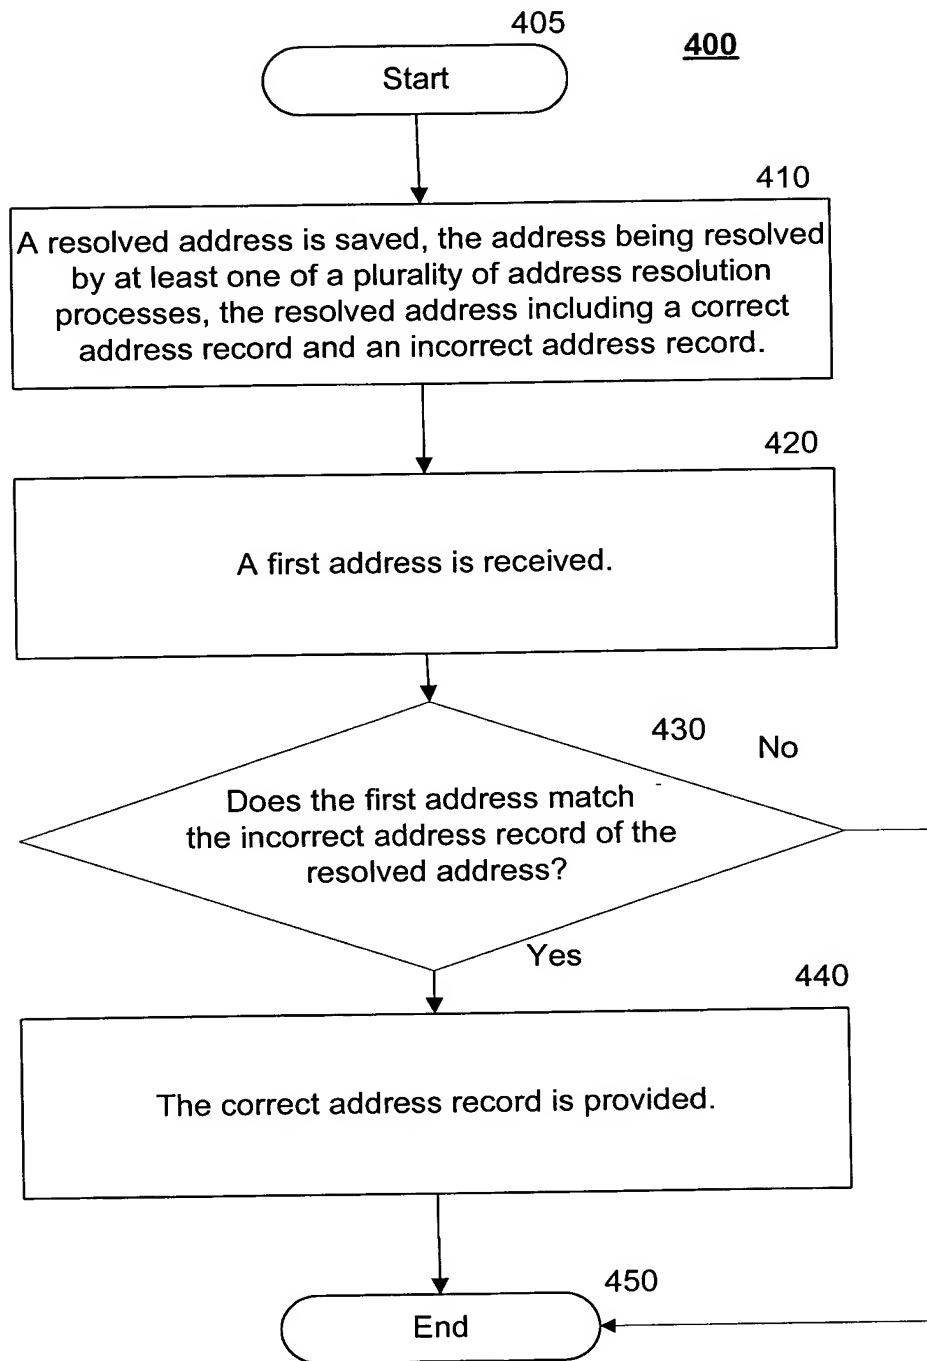 405
400
Start
410
A resolved address is saved, the address being resolved
by at least one of a plurality of address resolution
processes, the resolved address including a correct
address record and an incorrect address record.
420
A first address is received.
430
No
Does the first address match
the incorrect address record of the
resolved address?
Yes
440
The correct address record is provided.
450
End